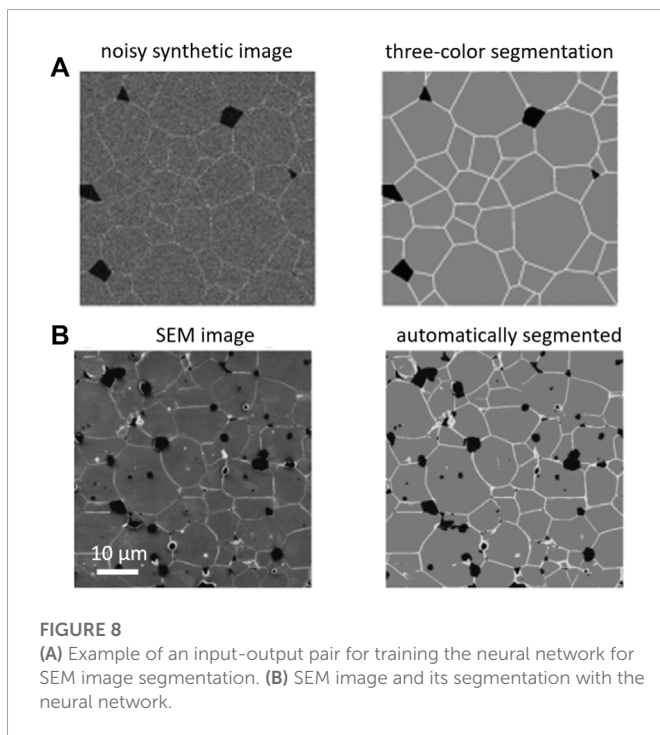 noisy synthetic image
three-color segmentation
A
B
SEM image
automatically segmented
10 µm
FIGURE 8
(A) Example of an input-output pair for training the neural network for
SEM image segmentation. (B) SEM image and its segmentation with the
neural network.